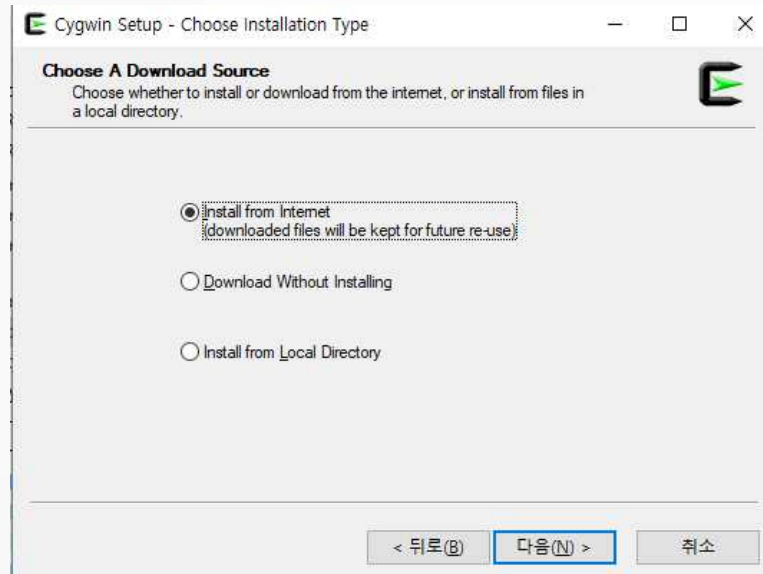 Cygwin Setup - Choose Installation Type
Choose A Download Source
Choose whether to install or download from the internet, or install from files in
a local directory.
Install from Internet
(downloaded files will be kept for future re-use)
Download Without Installing
Install from Local Directory
< 뒤로(B)
다음(N) >
취소